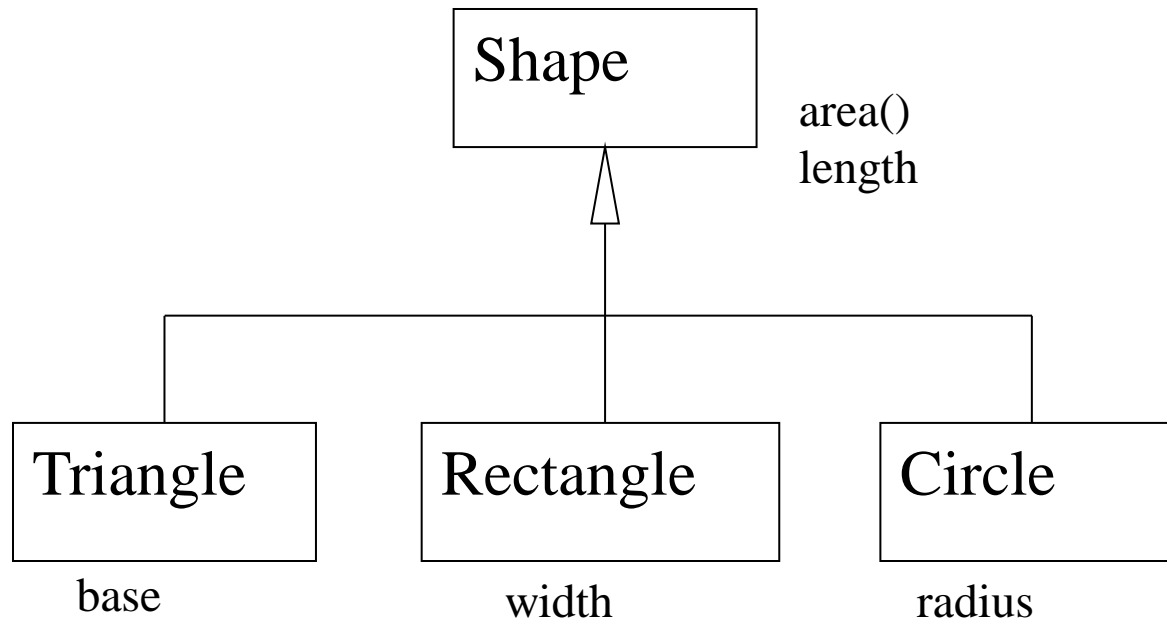 Shape
area()
length
Triangle
Rectangle
Circle
base
width
radius